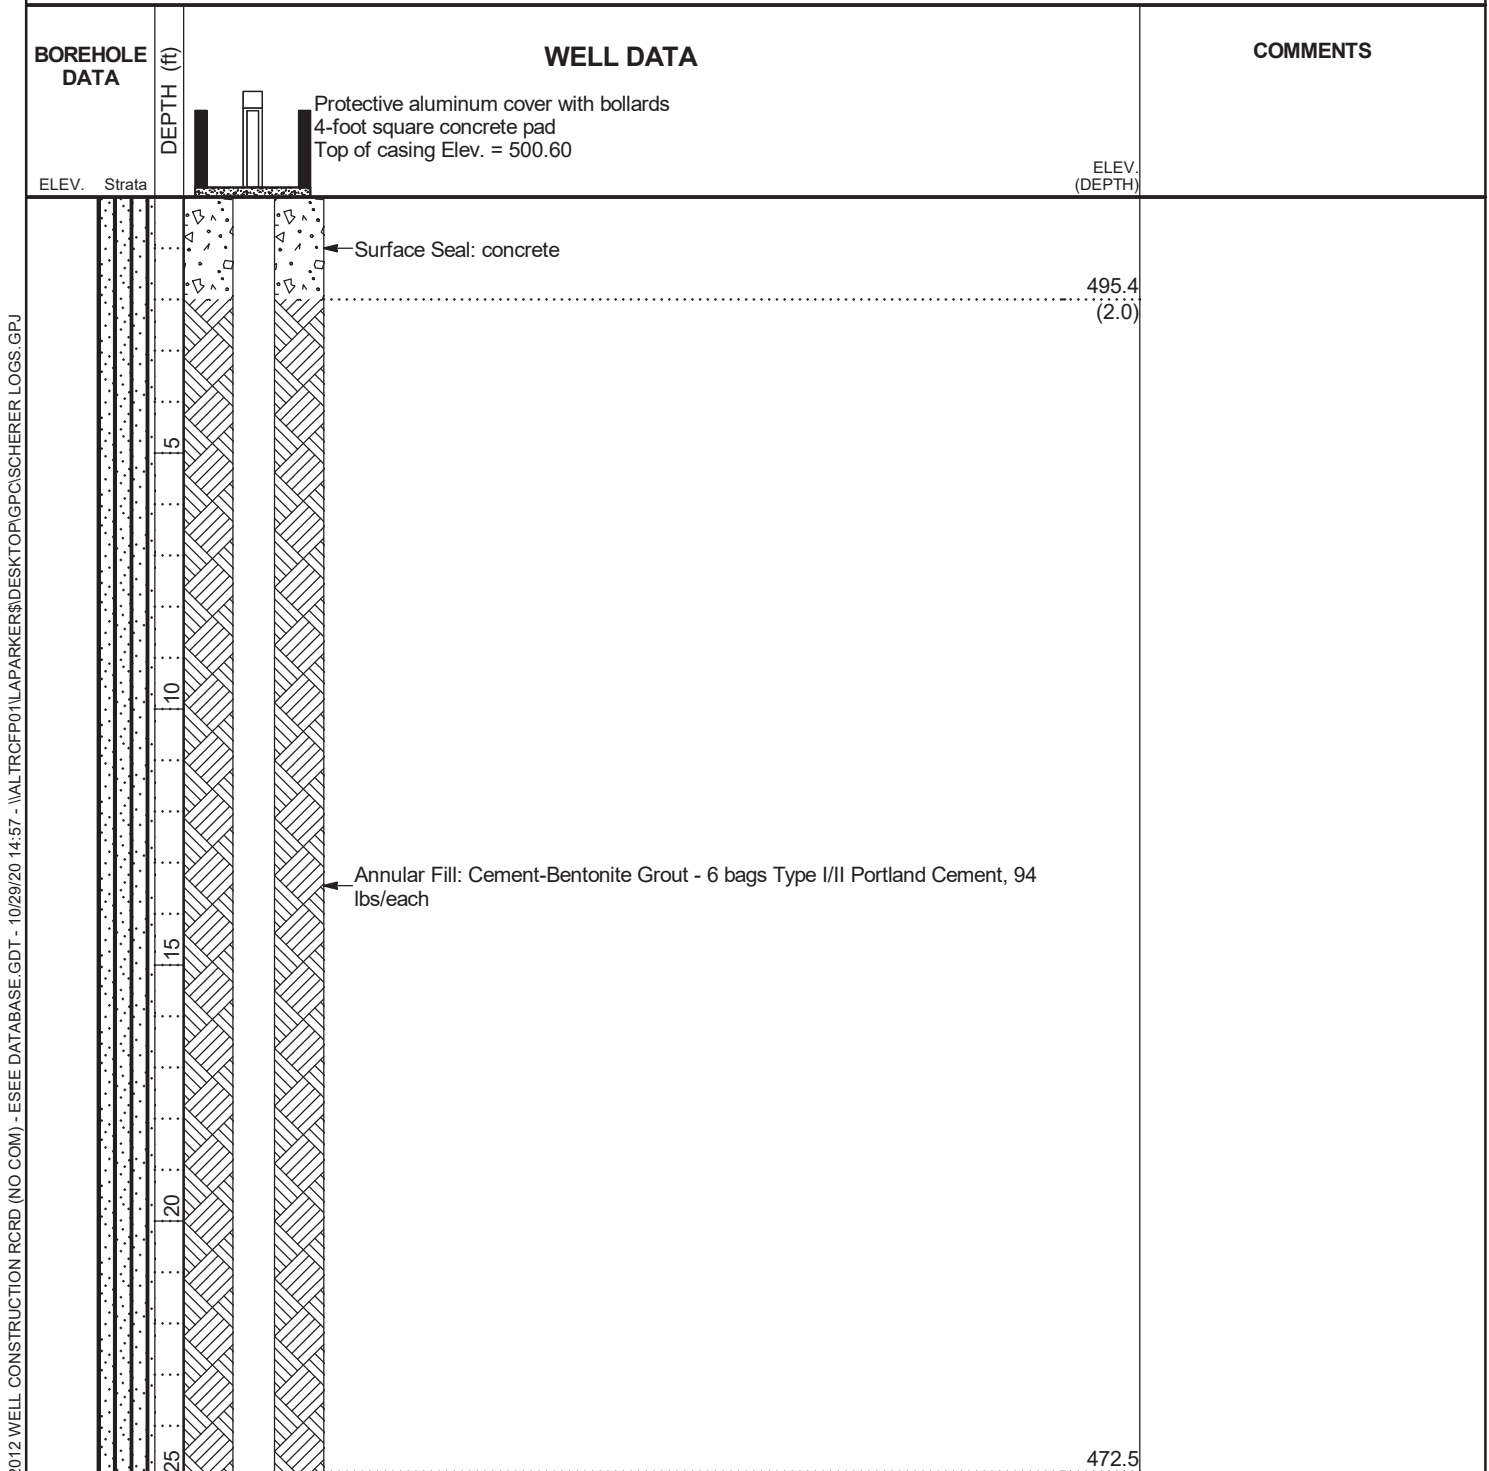 BOREHOLE
DATA
DEPTH (ft)
WELL DATA
COMMENTS
Protective aluminum cover with bollards
4-foot square concrete pad
Top of casing Elev. = 500.60
ELEV.
(DEPTH)
ELEV. Strata
Surface Seal: concrete
495.4
(2.0)
5
10
Annular Fill: Cement-Bentonite Grout - 6 bags Type I/II Portland Cement, 94
lbs/each
15
20
25
472.5
2012 WELL CONSTRUCTION RCRD (NO COM) - ESEE DATABASE.GDT - 10/29/20 14:57 - \\ALTRCFP01\LAPARKER$\DESKTOP\GPC\SCHERER LOGS.GPJ